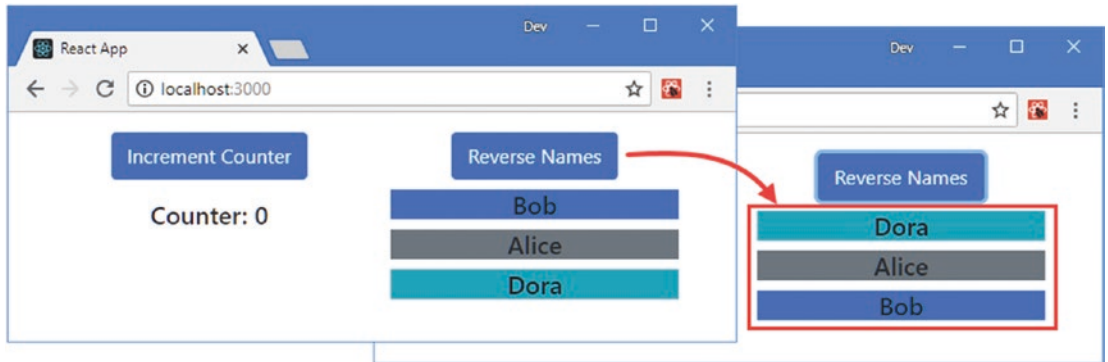 Dev
React App
localhost:3000
Increment Counter
Reverse Names
Counter: 0
Bob
Alice
Dora
Dev
Reverse Names
Dora
Alice
Bob